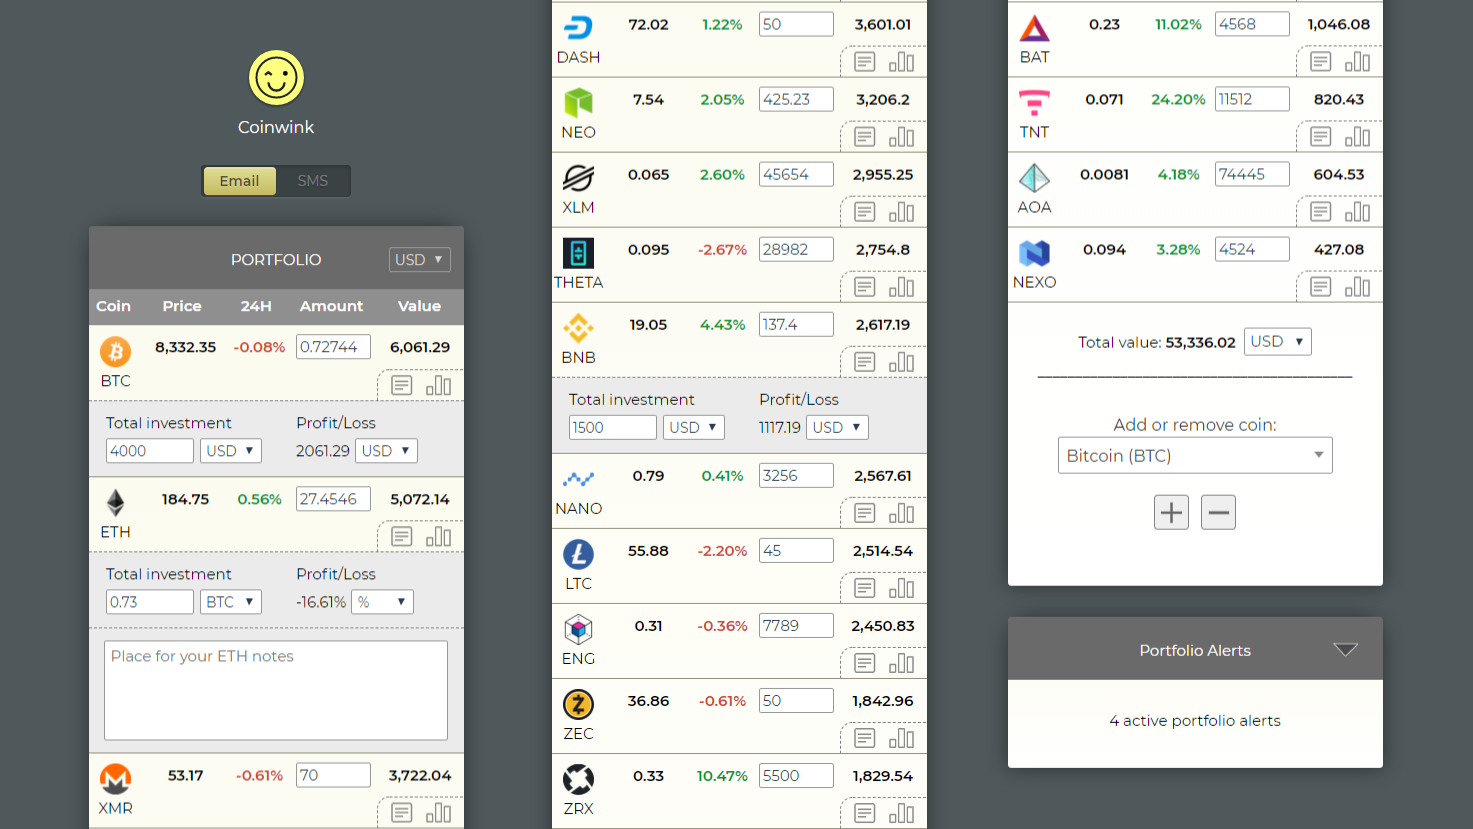 Coinwink
Email SMS
PORTFOLIO USD ▼
Coin Price 24H Amount Value
8,332.35 -0.08% 0.72744 6,061.29
BTC
Total investment Profit/Loss
4000 USD ▼ 2061.29 USD ▼
184.75 0.56% 27.4546 5,072.14
ETH
Total investment Profit/Loss
0.73 BTC ▼ -16.61% % ▼
Place for your ETH notes
53.17 -0.61% 70 3,722.04
XMR
72.02 1.22% 50 3,601.01
DASH
7.54 2.05% 425.23 3,206.2
NEO
0.065 2.60% 45654 2,955.25
XLM
0.095 -2.67% 28982 2,754.8
THETA
19.05 4.43% 137.4 2,617.19
BNB
Total investment Profit/Loss
1500 USD ▼ 1117.19 USD ▼
0.79 0.41% 3256 2,567.61
NANO
55.88 -2.20% 45 2,514.54
LTC
0.31 -0.36% 7789 2,450.83
ENG
36.86 -0.61% 50 1,842.96
ZEC
0.33 10.47% 5500 1,829.54
ZRX
0.23 11.02% 4568 1,046.08
BAT
0.071 24.20% 11512 820.43
TNT
0.0081 4.18% 74445 604.53
AOA
0.094 3.28% 4524 427.08
NEXO
Total value: 53,336.02 USD ▼
Add or remove coin:
Bitcoin (BTC)
Portfolio Alerts
4 active portfolio alerts